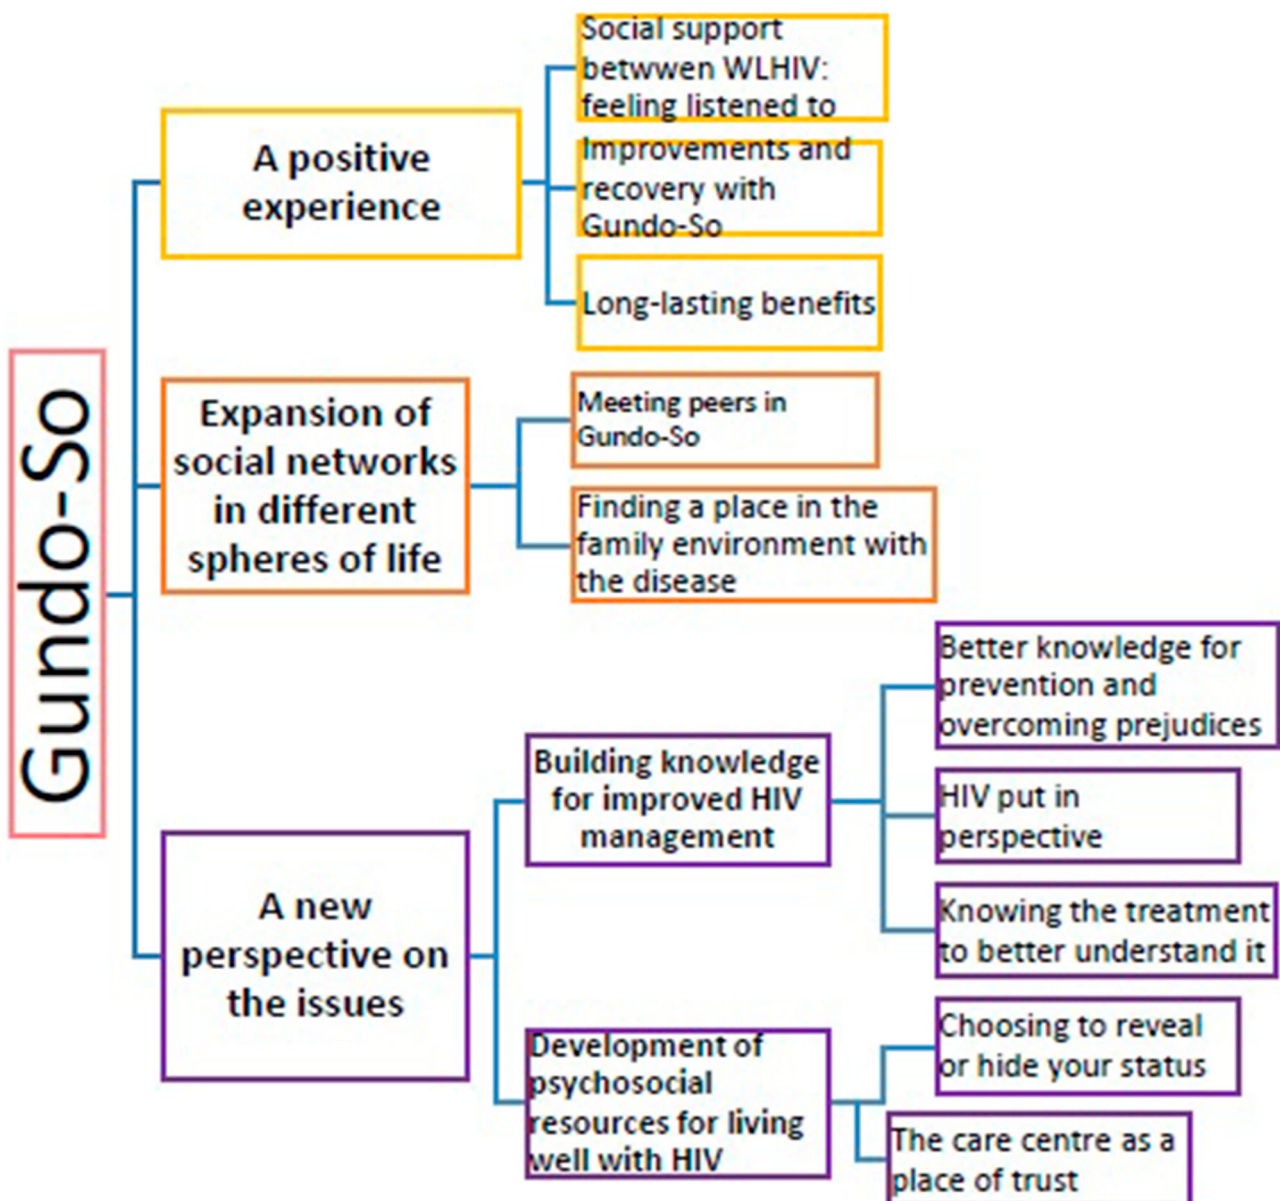 Gundo-So
A positive
experience
Social support
betwwen WLHIV:
feeling listened to
Improvements and
recovery with
Gundo-So
Long-lasting benefits
Expansion of
social networks
in different
spheres of life
Meeting peers in
Gundo-So
Finding a place in the
family environment with
the disease
A new
perspective on
the issues
Building knowledge
for improved HIV
management
Better knowledge for
prevention and
overcoming prejudices
HIV put in
perspective
Knowing the treatment
to better understand it
Development of
psychosocial
resources for living
well with HIV
Choosing to reveal
or hide your status
The care centre as a
place of trust